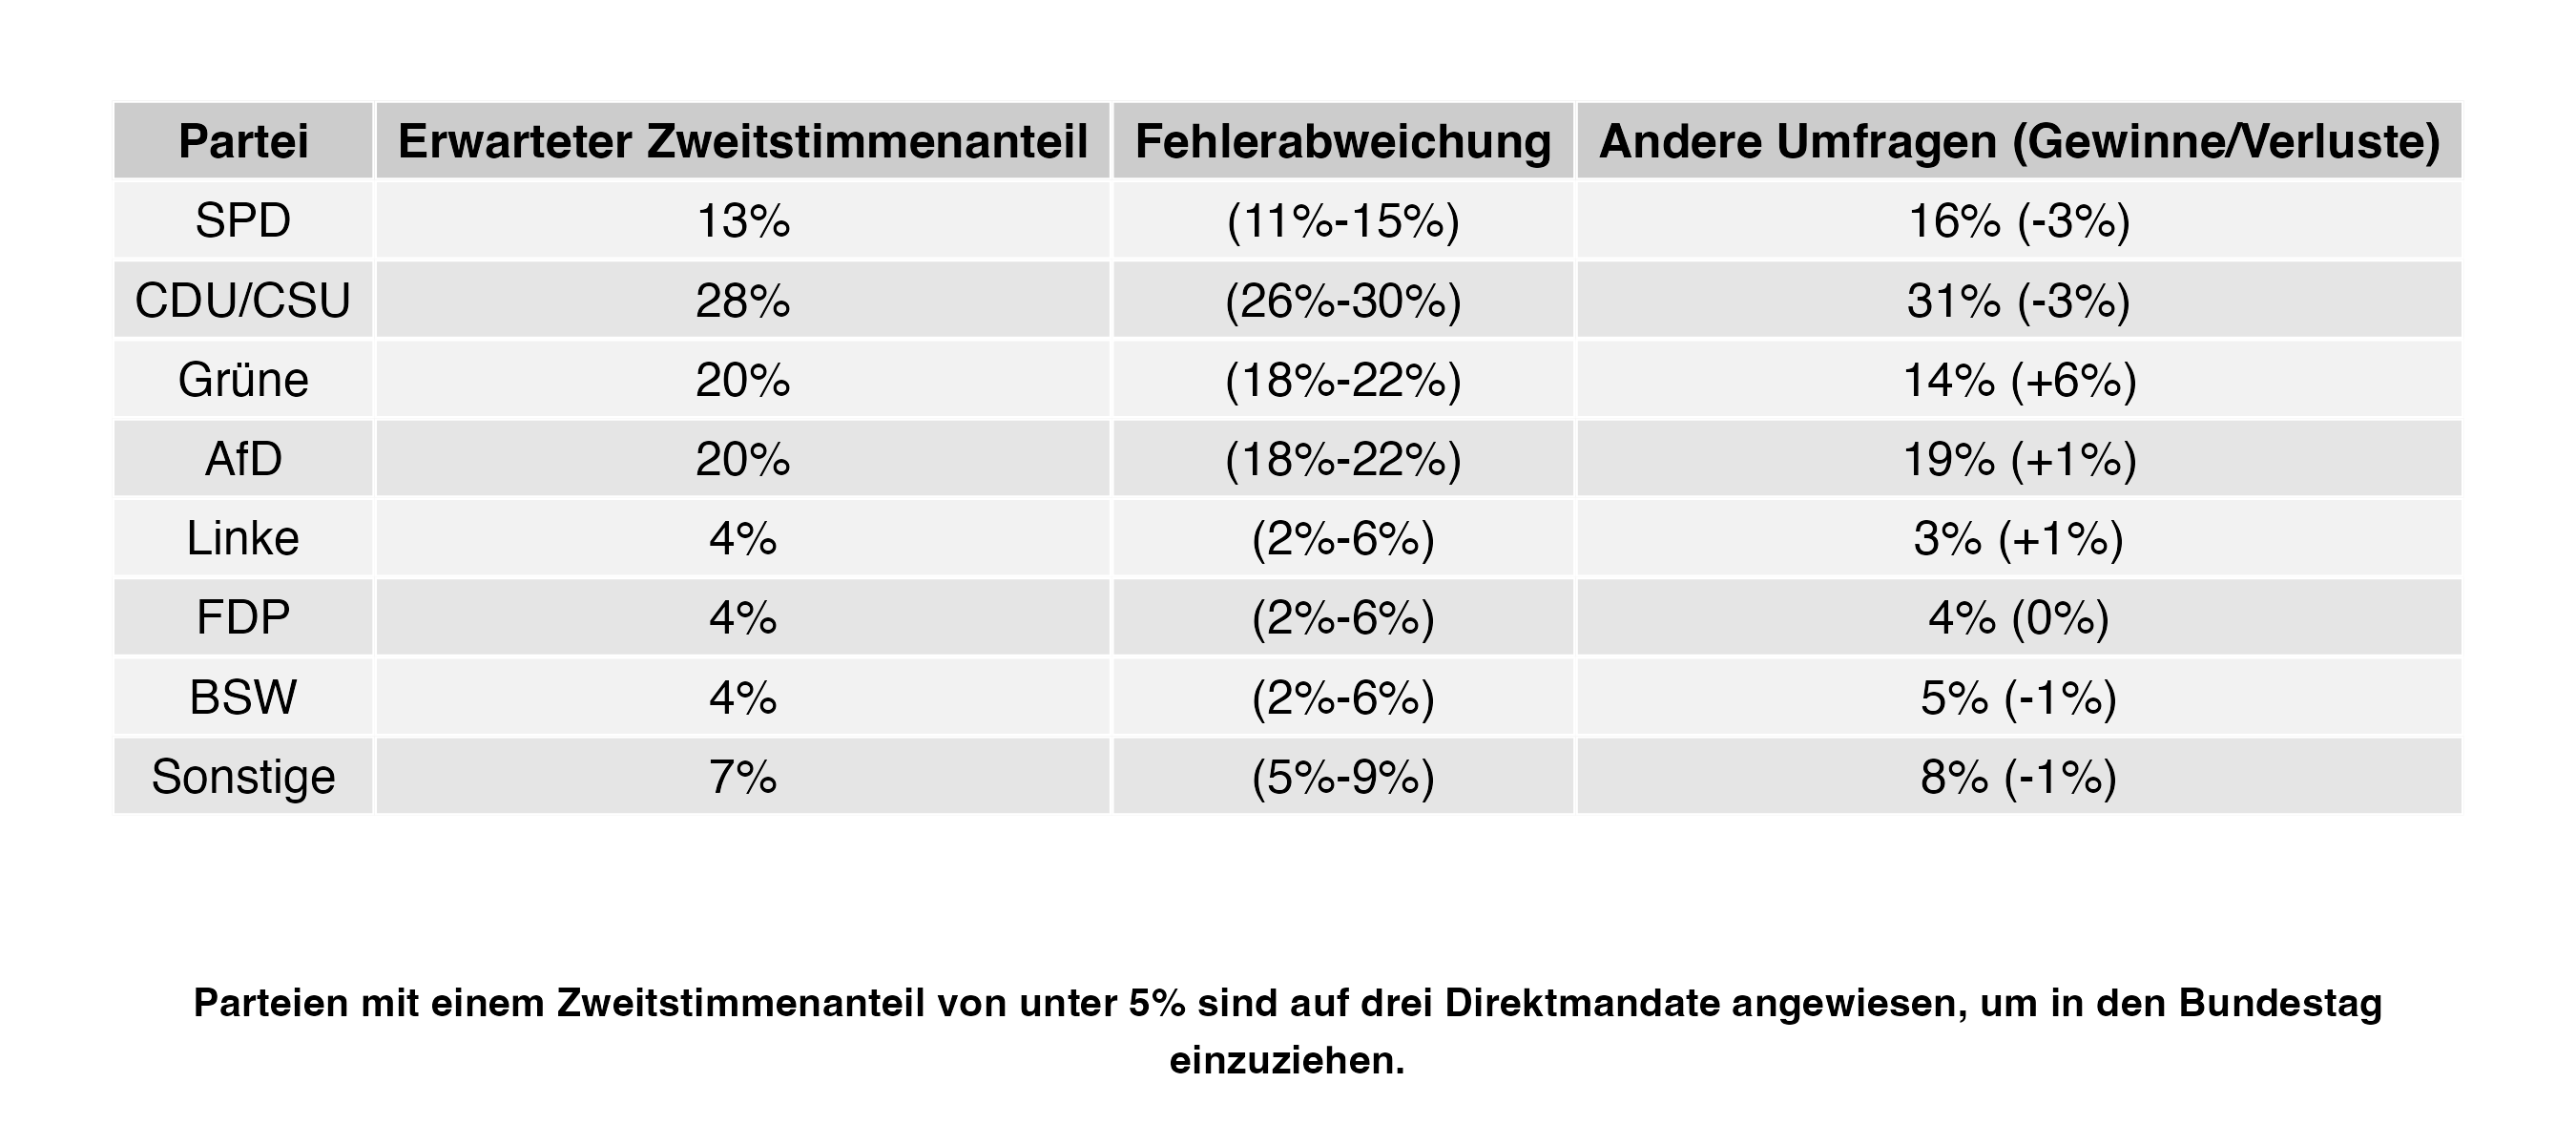 Partei Erwarteter Zweitstimmenanteil Fehlerabweichung Andere Umfragen (Gewinne/Verluste)
SPD 13% (11%-15%) 16% (-3%)
CDU/CSU 28% (26%-30%) 31% (-3%)
Grüne 20% (18%-22%) 14% (+6%)
AfD 20% (18%-22%) 19% (+1%)
Linke 4% (2%-6%) 3% (+1%)
FDP 4% (2%-6%) 4% (0%)
BSW 4% (2%-6%) 5% (-1%)
Sonstige 7% (5%-9%) 8% (-1%)
Parteien mit einem Zweitstimmenanteil von unter 5% sind auf drei Direktmandate angewiesen, um in den Bundestag
einzuziehen.